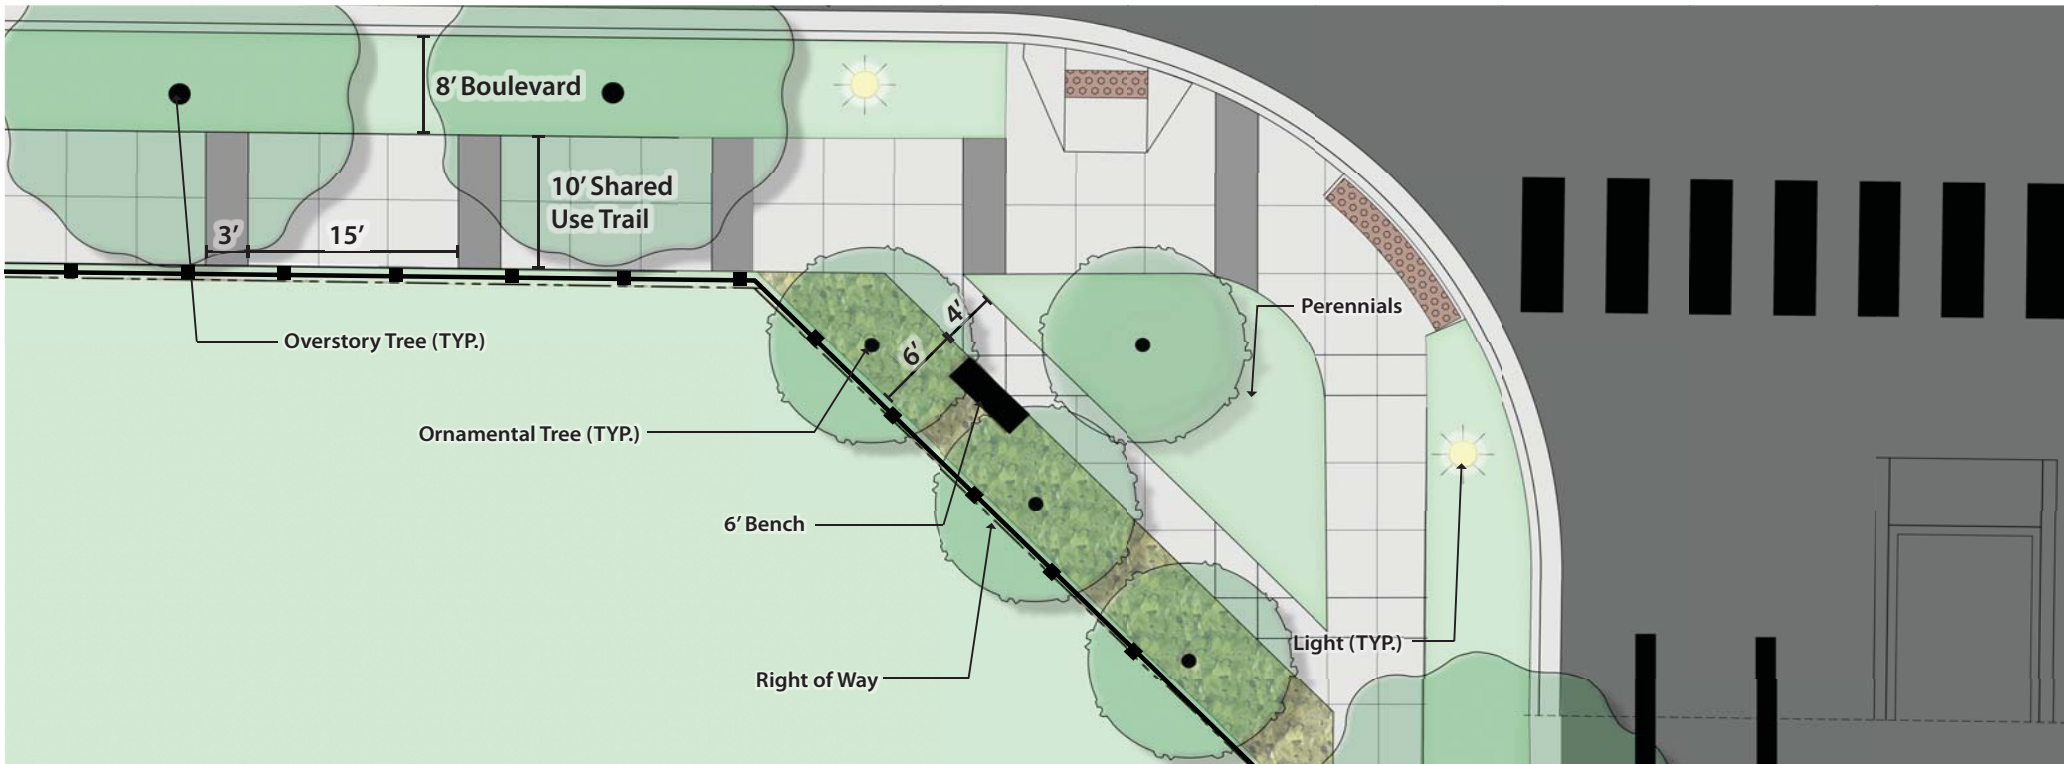 8’ Boulevard
10’ Shared
Use Trail
3’
15’
4’
6’
Perennials
Overstory Tree (TYP.)
Ornamental Tree (TYP.)
6’ Bench
Light (TYP.)
Right of Way